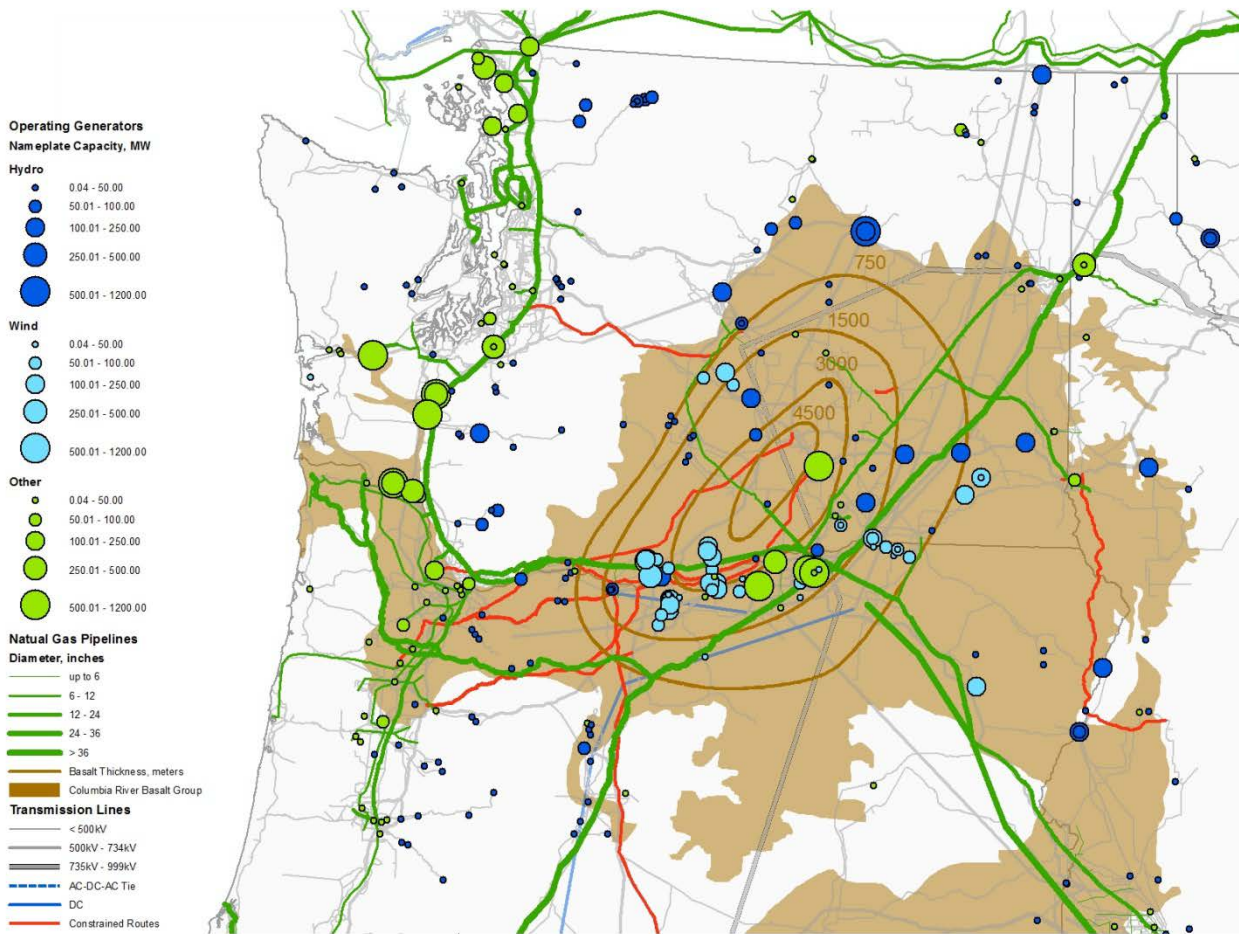 Operating Generators
Nameplate Capacity, MW
Hydro
0.04 - 50.00
50.01 - 100.00
100.01 - 250.00
250.01 - 500.00
500.01 - 1200.00
Wind
0.04 - 50.00
50.01 - 100.00
100.01 - 250.00
250.01 - 500.00
500.01 - 1200.00
Other
0.04 - 50.00
50.01 - 100.00
100.01 - 250.00
250.01 - 500.00
500.01 - 1200.00
Natural Gas Pipelines
Diameter, inches
up to 6
6 - 12
12 - 24
24 - 36
> 36
Basalt Thickness, meters
Columbia River Basalt Group
Transmission Lines
< 500kV
500kV - 734kV
735kV - 999kV
AC-DC-AC Tie
DC
Constrained Routes
750
1500
3000
4500